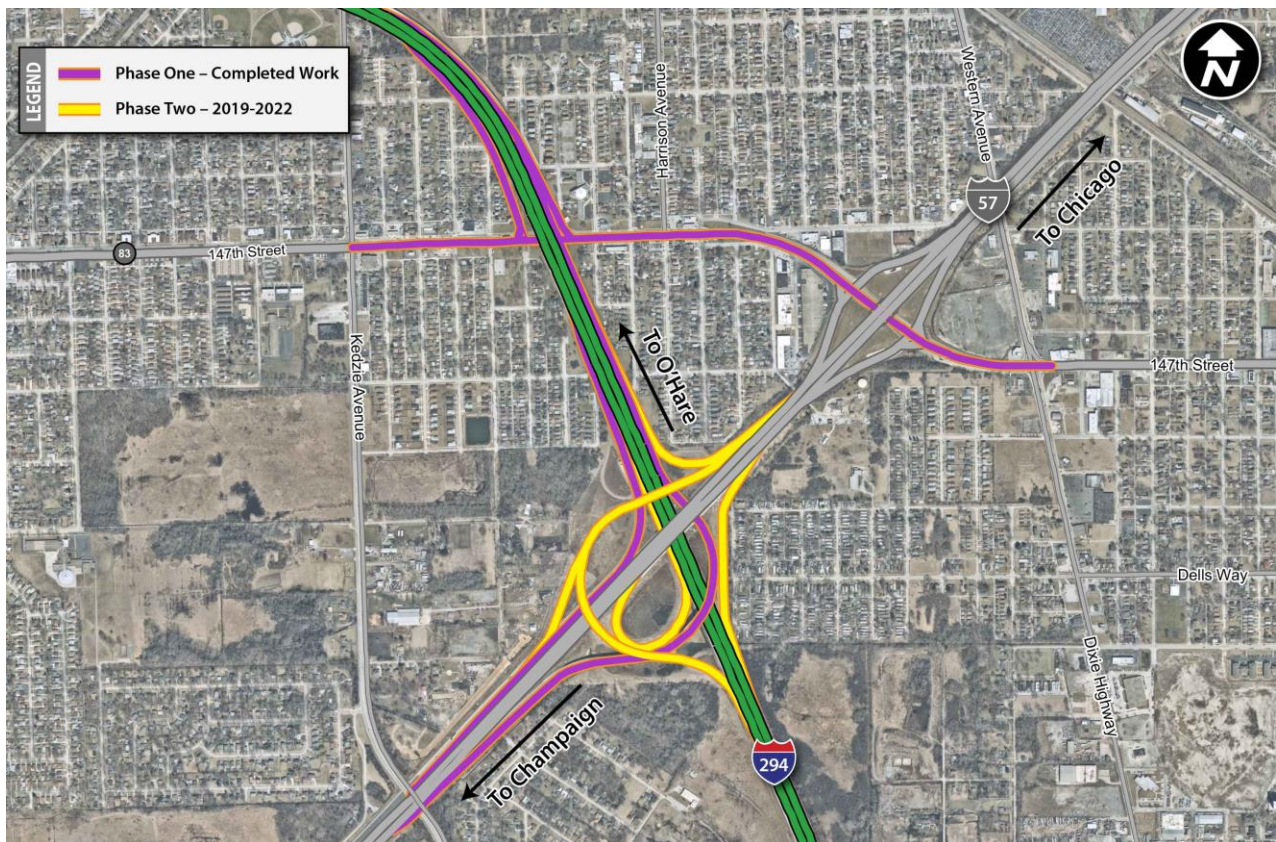 LEGEND
Phase One – Completed Work
Phase Two – 2019-2022
N
Harrison Avenue
Western Avenue
57
To Chicago
83
147th Street
Kedzie Avenue
To O'Hare
147th Street
Dells Way
Dixie Highway
To Champaign
294